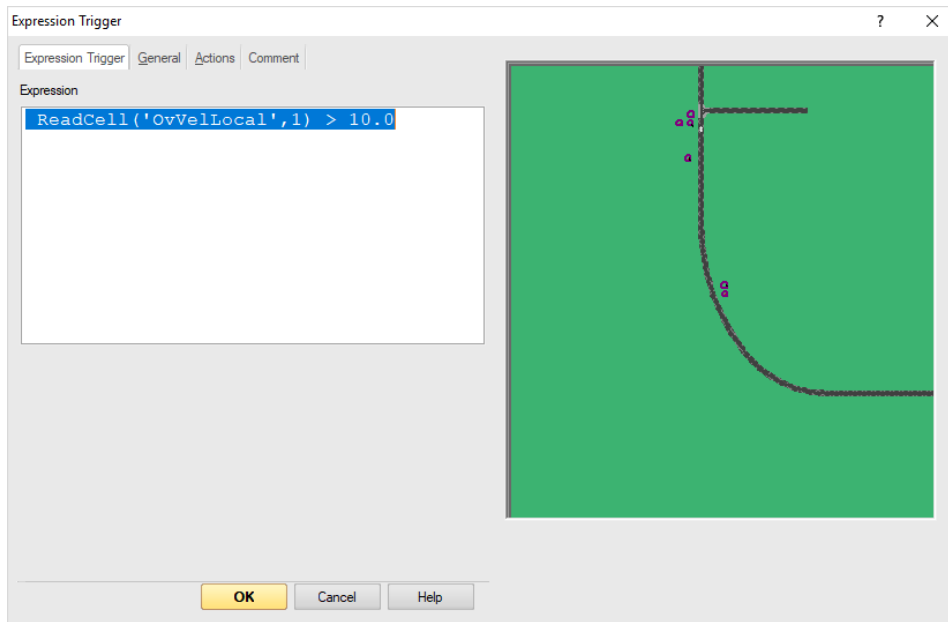 Expression Trigger
?
Expression Trigger General Actions Comment
Expression
ReadCell('OvVelLocal',1) > 10.0
OK Cancel Help